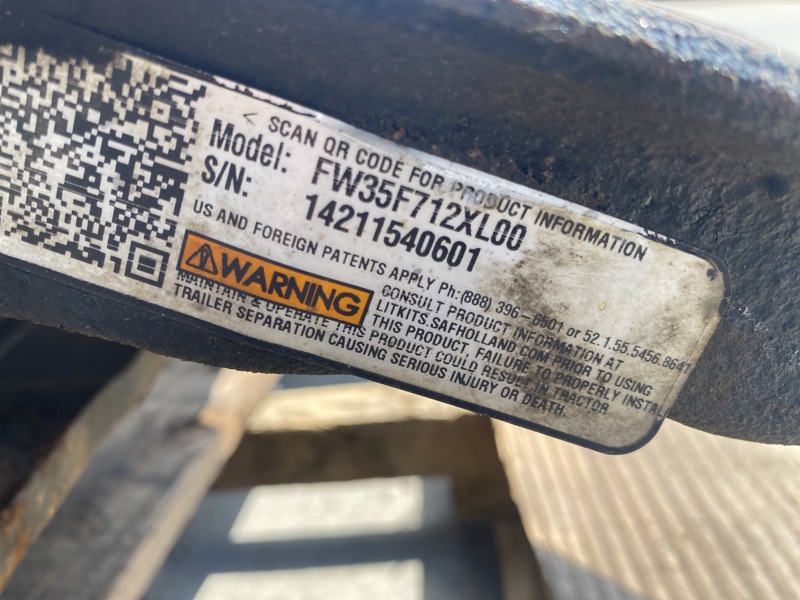 < SCAN QR CODE FOR PRODUCT INFORMATION
Model: FW35F712XL00
S/N: 14211540601
US AND FOREIGN PATENTS APPLY Ph:(888) 396-6501 or 52.1.55.5456.8641
WARNING
CONSULT PRODUCT INFORMATION AT
LITKITS.SAFHOLLAND.COM PRIOR TO USING
THIS PRODUCT. FAILURE TO PROPERLY INSTALL
MAINTAIN & OPERATE THIS PRODUCT COULD RESULT IN TRACTOR
TRAILER SEPARATION CAUSING SERIOUS INJURY OR DEATH.